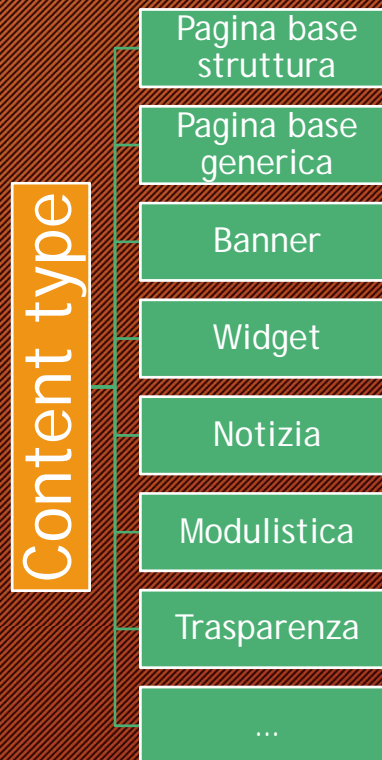 Content type
Pagina base
struttura
Pagina base
generica
Banner
Widget
Notizia
Modulistica
Trasparenza
...